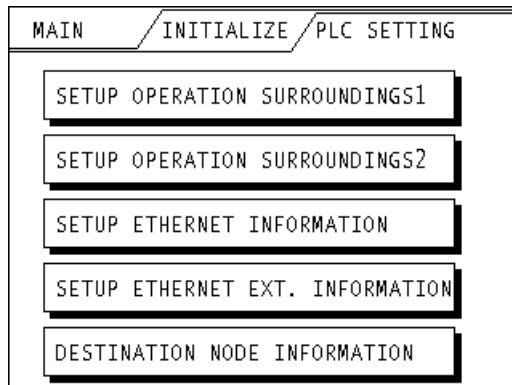 MAIN INITIALIZE PLC SETTING
SETUP OPERATION SURROUNDINGS1
SETUP OPERATION SURROUNDINGS2
SETUP ETHERNET INFORMATION
SETUP ETHERNET EXT. INFORMATION
DESTINATION NODE INFORMATION